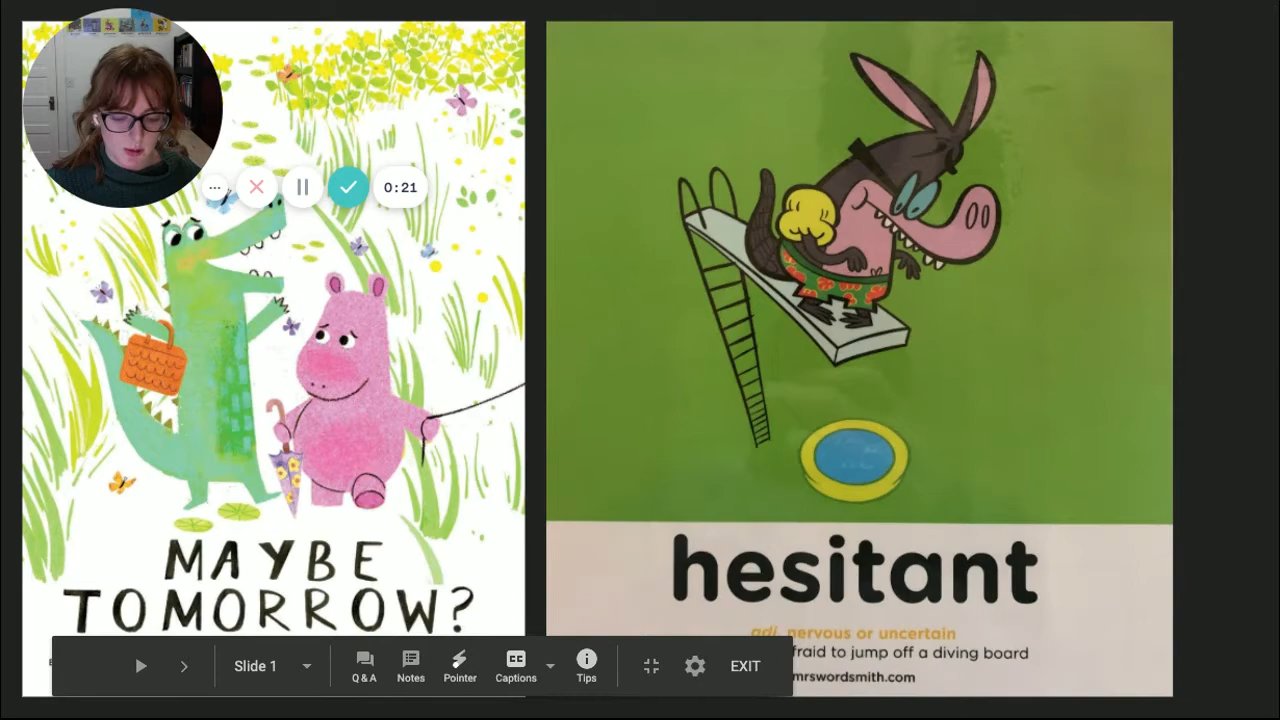 0:21
MAYBE
TOMORROW?
hesitant
adj. nervous or uncertain
fraid to jump off a diving board
mrswordsmith.com
Slide 1
Q & A
Notes
Pointer
Captions
Tips
EXIT